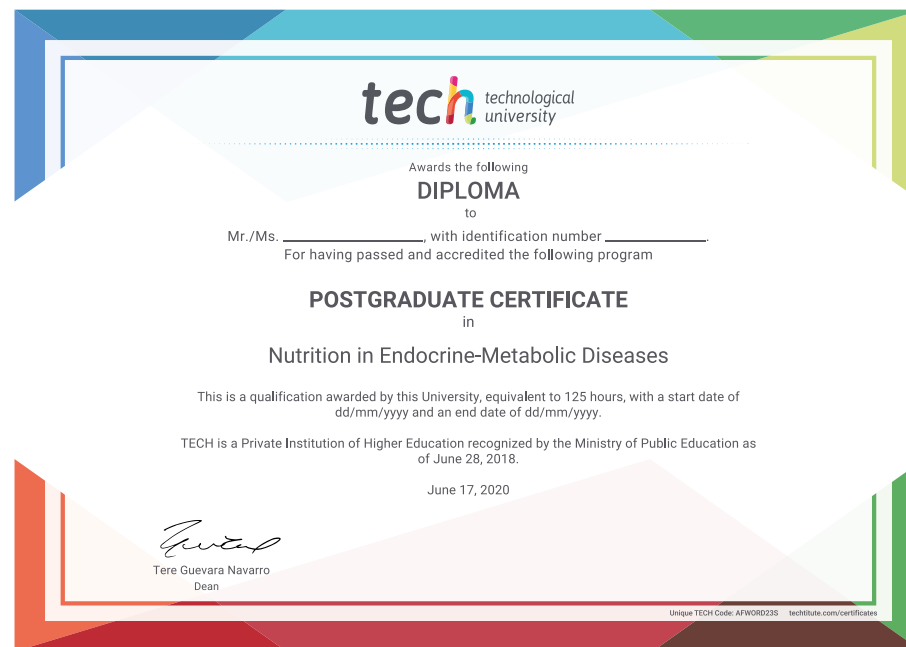 tech technological
university
Awards the following
DIPLOMA
to
Mr./Ms. ____________________, with identification number ______________.
For having passed and accredited the following program
POSTGRADUATE CERTIFICATE
in
Nutrition in Endocrine-Metabolic Diseases
This is a qualification awarded by this University, equivalent to 125 hours, with a start date of
dd/mm/yyyy and an end date of dd/mm/yyyy.
TECH is a Private Institution of Higher Education recognized by the Ministry of Public Education as
of June 28, 2018.
June 17, 2020
Tere Guevara Navarro
Dean
Unique TECH Code: AFWORD23S techtitute.com/certificates